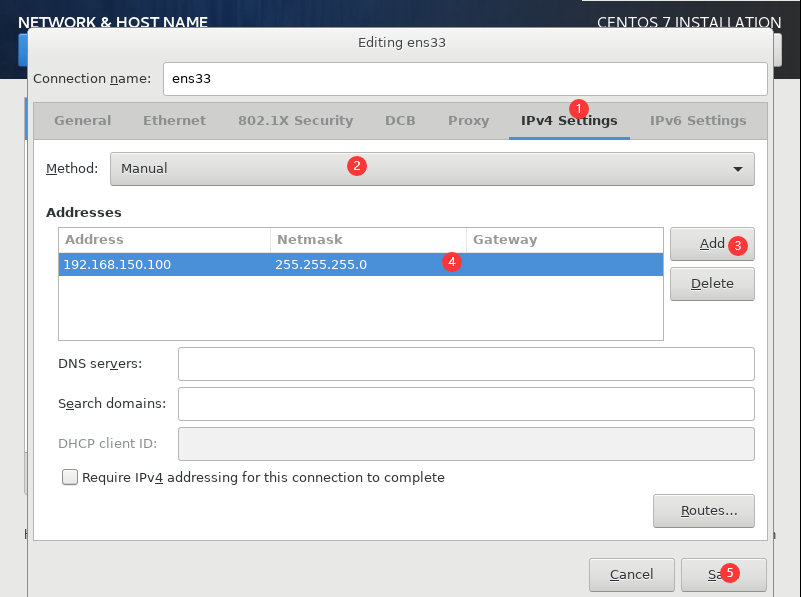 NETWORK & HOST NAME
CENTOS 7 INSTALLATION
Editing ens33
Connection name: ens33
General Ethernet 802.1X Security DCB Proxy IPv4 Settings IPv6 Settings
1
Method: Manual 2
Addresses
Address Netmask Gateway
Add 3
192.168.150.100 255.255.255.0 4
Delete
DNS servers:
Search domains:
DHCP client ID:
Require IPv4 addressing for this connection to complete
Routes...
Cancel
5